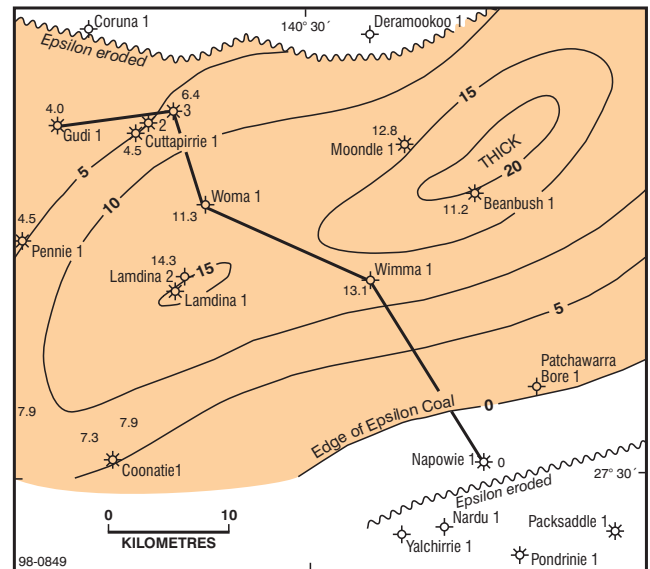 Coruna 1
140° 30´
Deramookoo 1
Epsilon eroded
15
6.4
3
4.0
2
Gudi 1
4.5
Cuttapirrie 1
12.8
Moondle 1
THICK
20
5
10
11.2
Beanbush 1
Woma 1
11.3
4.5
Pennie 1
14.3
Lamdina 2
15
Lamdina 1
Wimma 1
13.1
5
Patchawarra
Bore 1
7.9
7.9
7.3
0
Edge of Epsilon Coal
Coonatie1
Napowie 1
0
27° 30´
Epsilon eroded
0
10
KILOMETRES
Nardu 1
Packsaddle 1
Yalchirrie 1
Pondrinie 1
98-0849